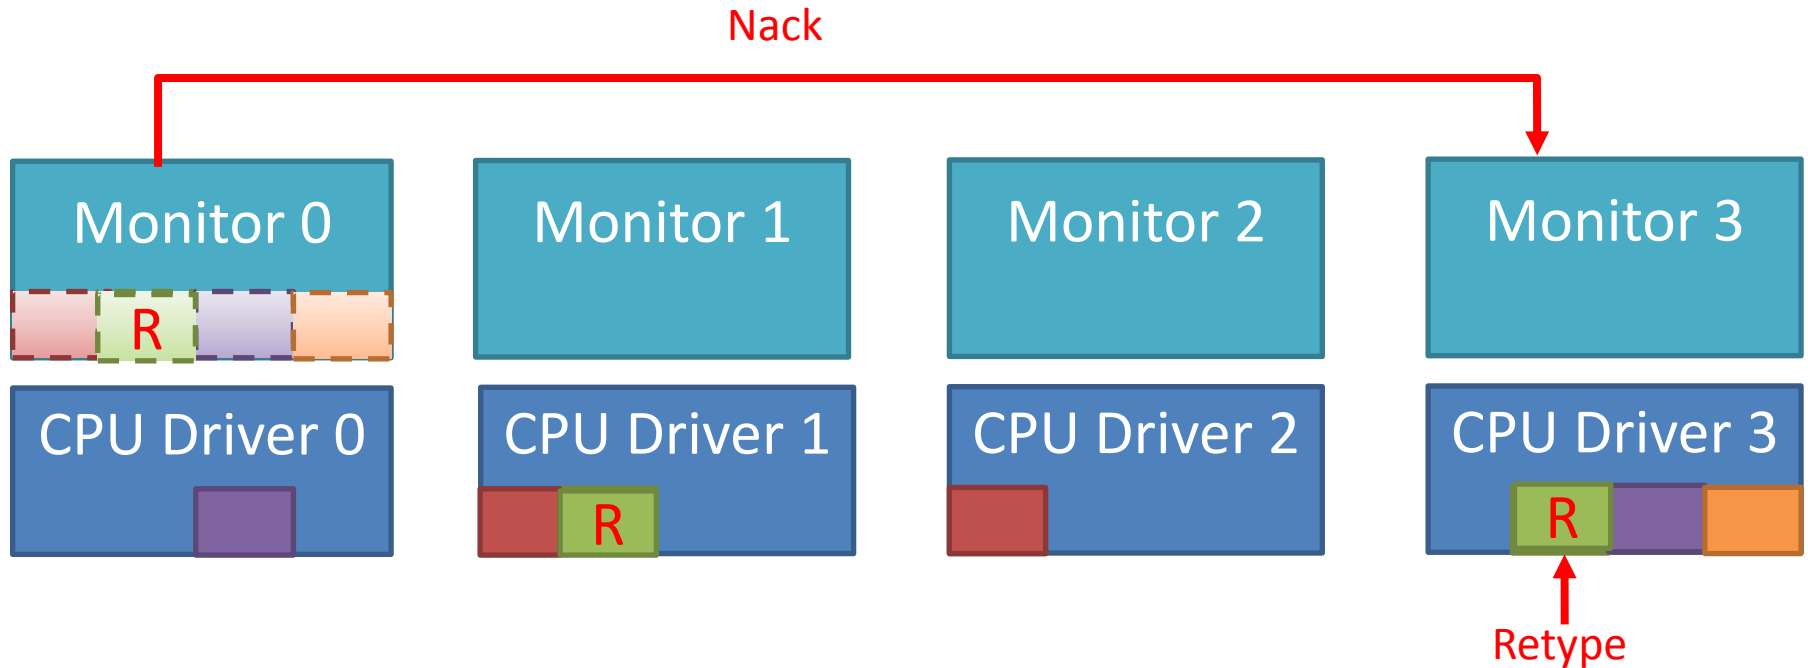 Nack
Monitor 0
Monitor 1
Monitor 2
Monitor 3
R
CPU Driver 0
CPU Driver 1
CPU Driver 2
CPU Driver 3
R
R
Retype